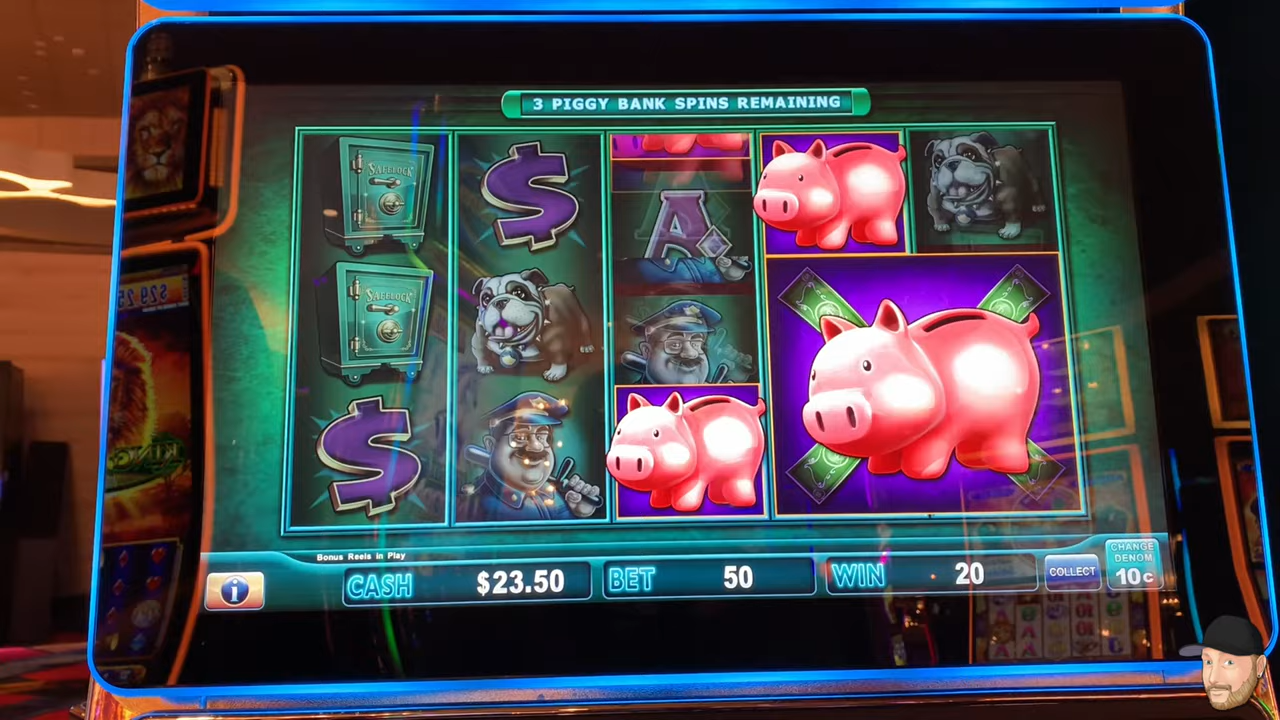 3 PIGGY BANK SPINS REMAINING
SAFELOCK
SAFELOCK
A
Bonus Reels in Play
i
CASH $23.50
BET 50
WIN 20
COLLECT
CHANGE
DENOM
10¢